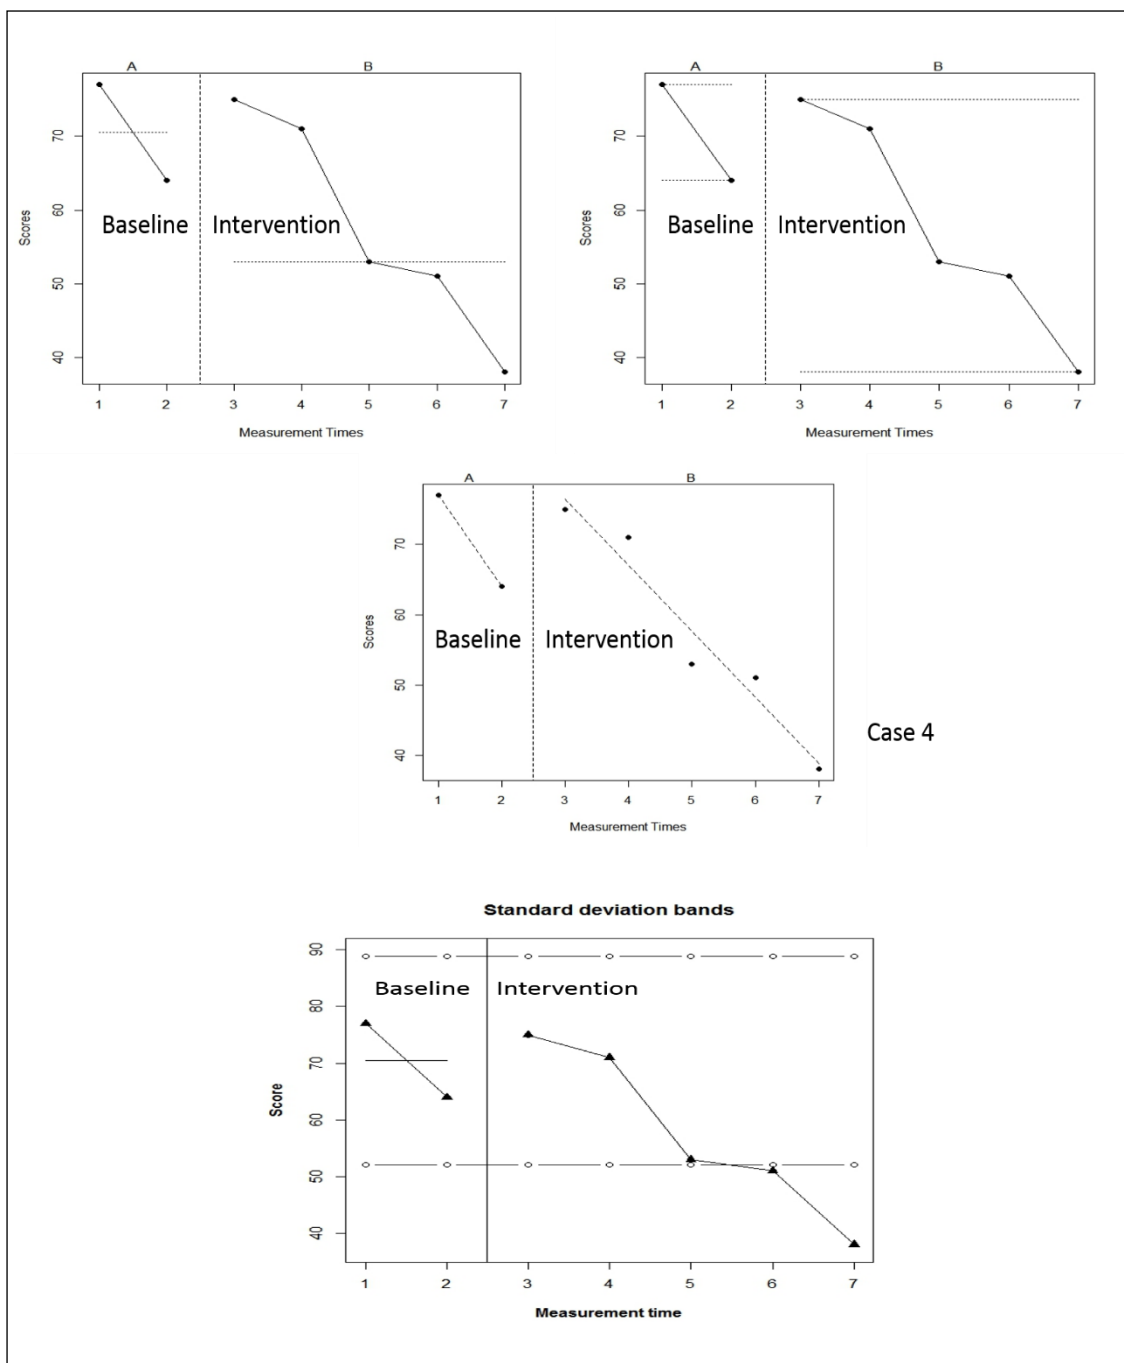 A B
70
60
50
40
Scores
Baseline Intervention
1 2 3 4 5 6 7
Measurement Times
A B
70
60
50
40
Scores
Baseline Intervention
1 2 3 4 5 6 7
Measurement Times
A B
70
60
50
40
Scores
Baseline Intervention
1 2 3 4 5 6 7
Measurement Times
Case 4
Standard deviation bands
90
80
70
60
50
40
Score
Baseline Intervention
1 2 3 4 5 6 7
Measurement time